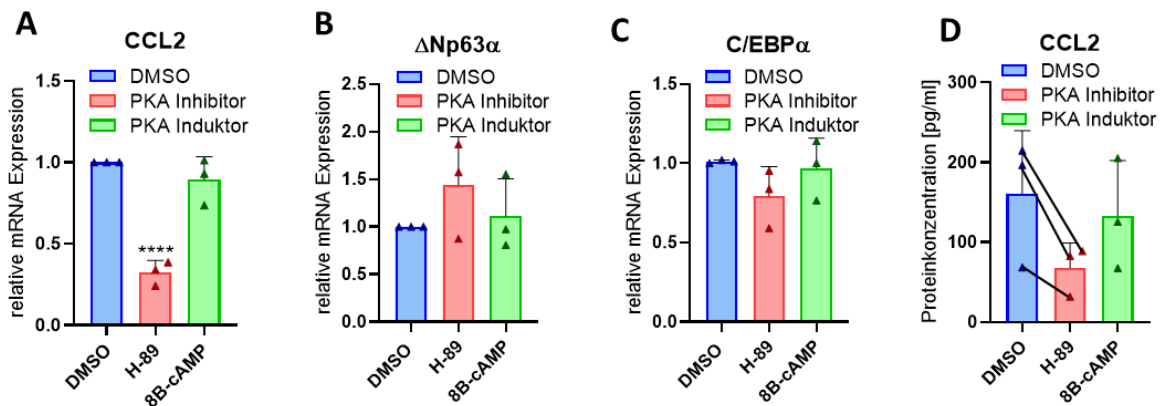 A
CCL2
DMSO
PKA Inhibitor
PKA Induktor
relative mRNA Expression
1.5
1.0
0.5
0.0
****
DMSO
H-89
8B-cAMP
B
ΔNp63α
DMSO
PKA Inhibitor
PKA Induktor
relative mRNA Expression
2.5
2.0
1.5
1.0
0.5
0.0
DMSO
H-89
8B-cAMP
C
C/EBPα
DMSO
PKA Inhibitor
PKA Induktor
relative mRNA Expression
1.5
1.0
0.5
0.0
DMSO
H-89
8B-cAMP
D
CCL2
DMSO
PKA Inhibitor
PKA Induktor
Proteinkonzentration [pg/ml]
300
200
100
0
DMSO
H-89
8B-cAMP